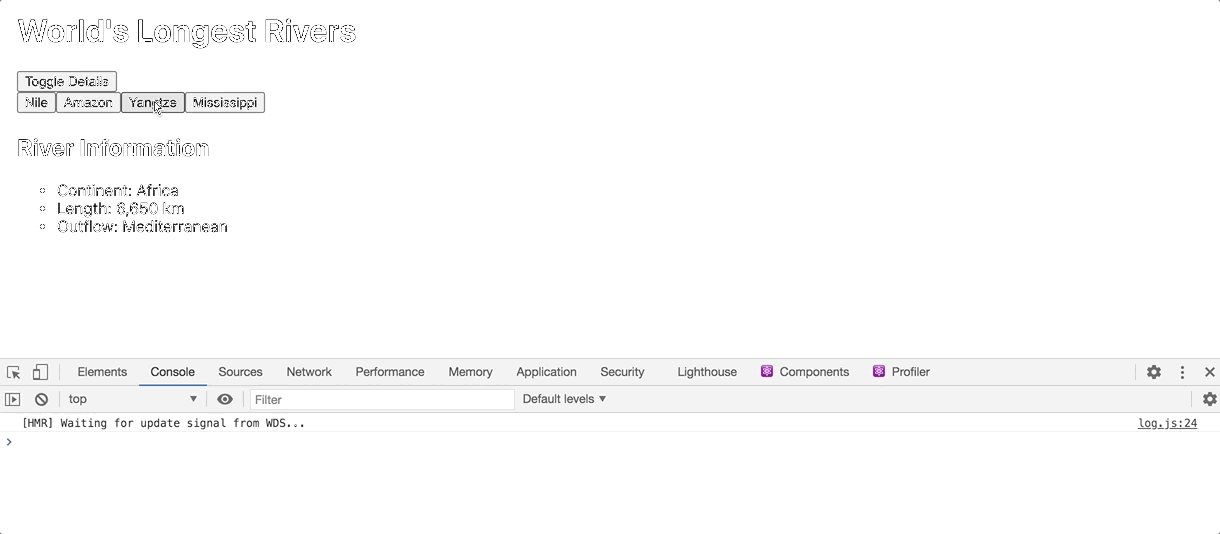 World's Longest Rivers
Toggle Details
Nile Amazon Yangtze Mississippi
River Information
Continent: Africa
Length: 6,650 km
Outflow: Mediterranean
Elements Console Sources Network Performance Memory Application Security Lighthouse Components Profiler
top Filter Default levels
[HMR] Waiting for update signal from WDS... log.js:24